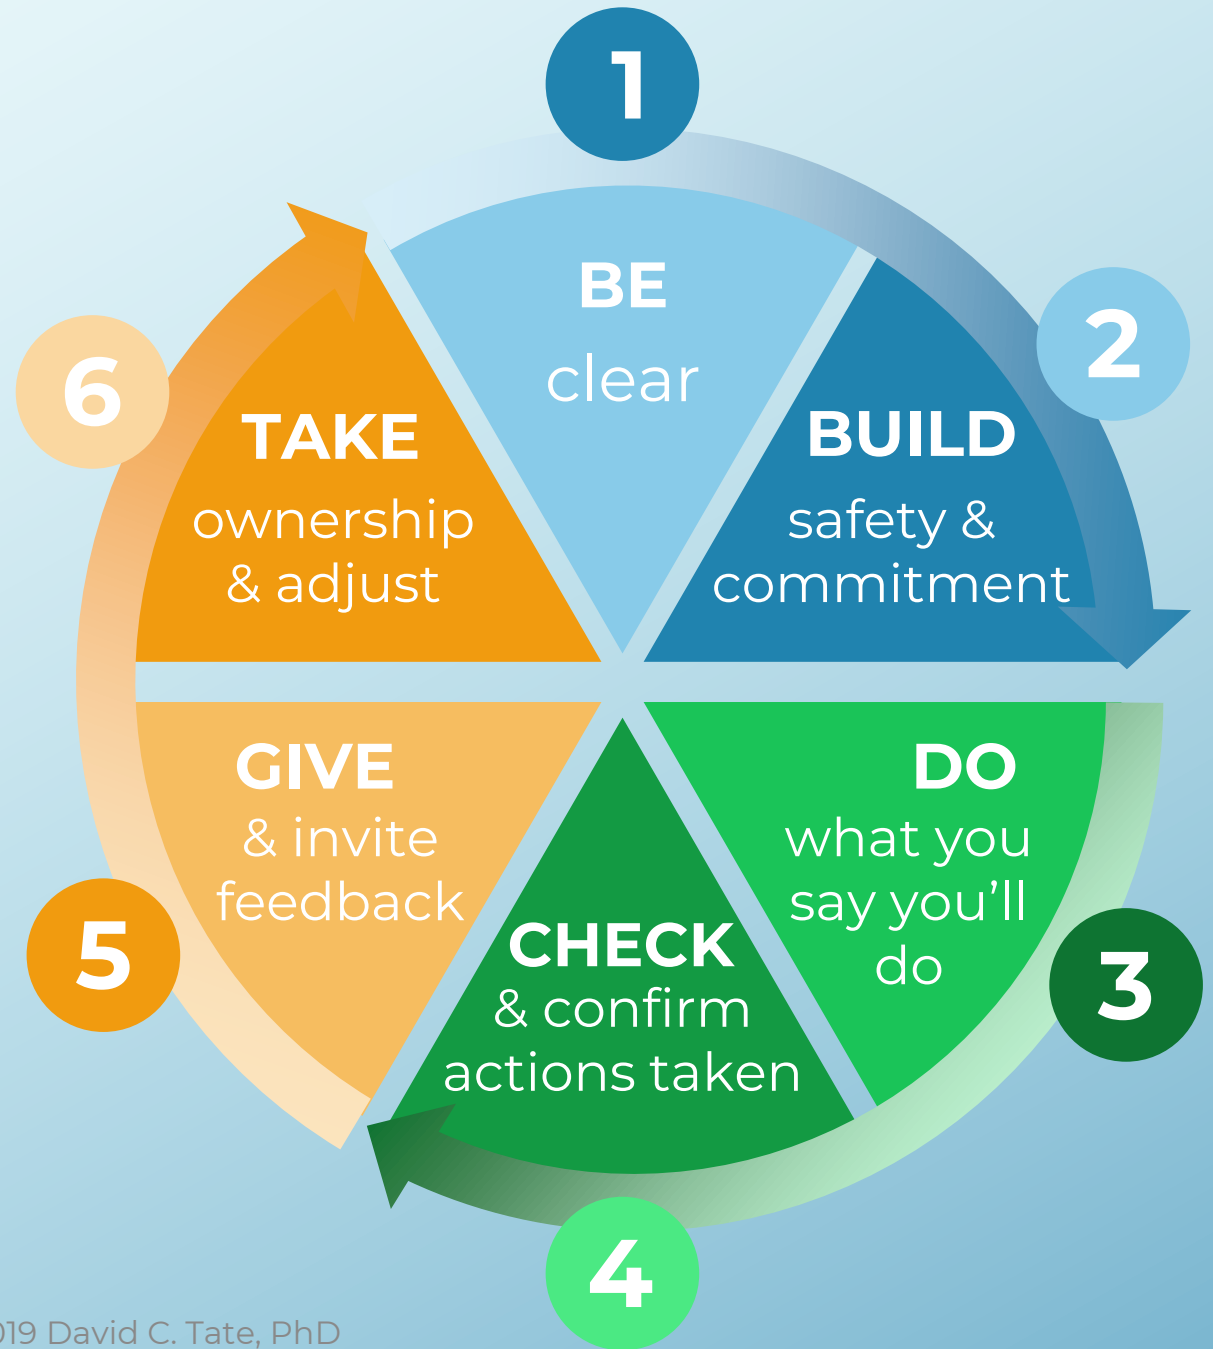 1
BE
clear
2
BUILD
safety &
commitment
3
DO
what you
say you'll
do
4
CHECK
& confirm
actions taken
5
GIVE
& invite
feedback
6
TAKE
ownership
& adjust
David C. Tate, PhD